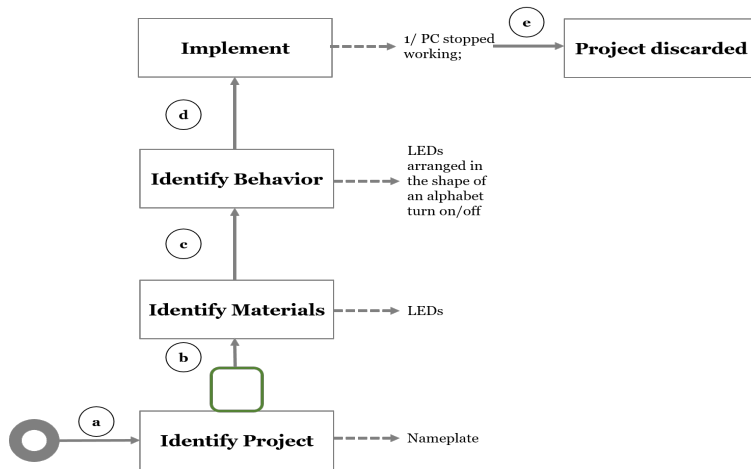 Implement
1/ PC stopped
working;
e
Project discarded
d
Identify Behavior
LEDs
arranged in
the shape of
an alphabet
turn on/off
c
Identify Materials
LEDs
b
a
Identify Project
Nameplate